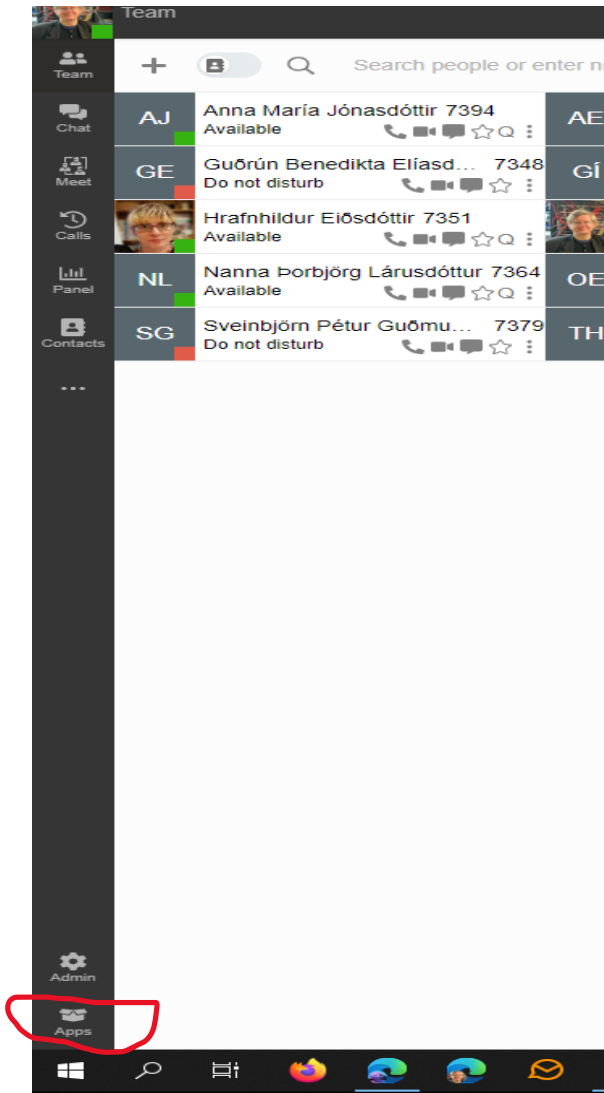 Team
Team
Search people or enter n
Chat
Meet
Calls
Panel
Contacts
...
AJ
Anna María Jónasdóttir 7394
Available
AE
GE
Guðrún Benedikta Elíasd... 7348
Do not disturb
GÍ
Hrafnhildur Eiðsdóttir 7351
Available
NL
Nanna Þorbjörg Lárusdóttur 7364
Available
OE
SG
Sveinbjörn Pétur Guðmu... 7379
Do not disturb
TH
Admin
Apps